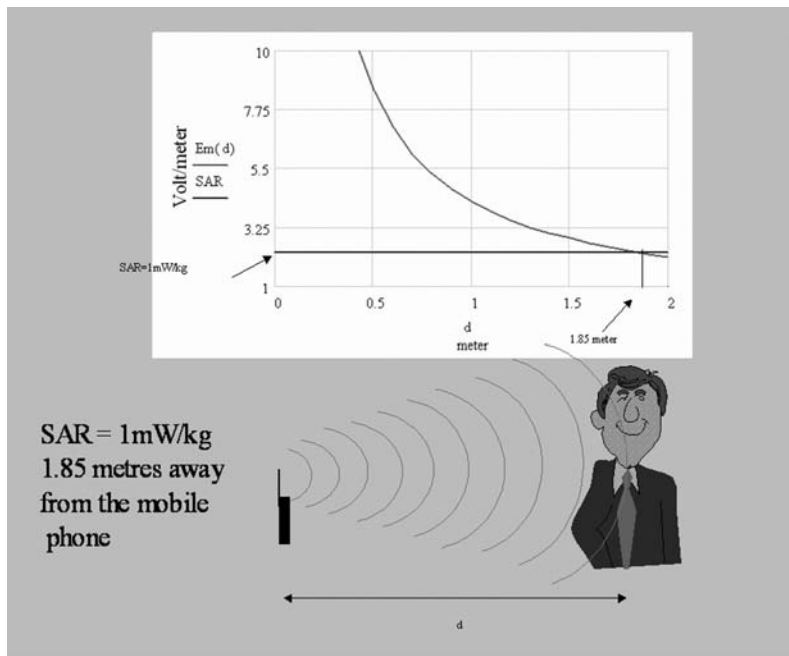 10
7.75
5.5
3.25
1
Volt/meter
Em( d)
SAR
SAR=1mW/kg
0 0.5 1 1.5 2
d
meter
1.85 meter
SAR = 1mW/kg
1.85 metres away
from the mobile
phone
d